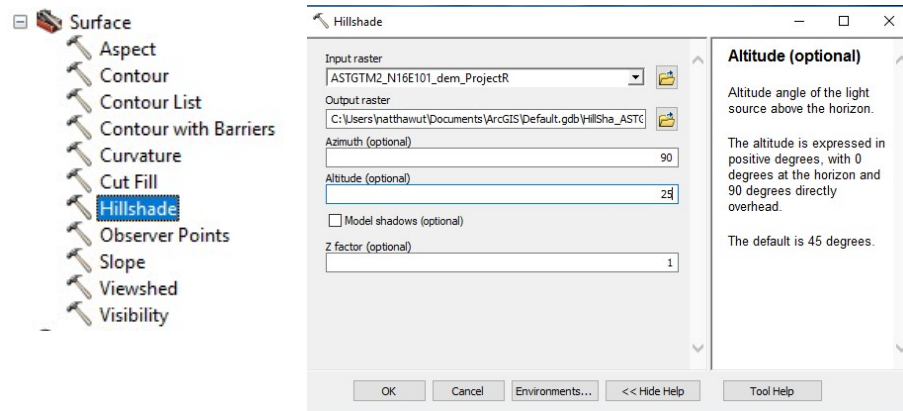 Surface
Aspect
Contour
Contour List
Contour with Barriers
Curvature
Cut Fill
Hillshade
Observer Points
Slope
Viewshed
Visibility
Hillshade
Input raster
ASTGTM2_N16E101_dem_ProjectR
Output raster
C:\Users\natthawut\Documents\ArcGIS\Default.gdb\HillSha_ASTG
Azimuth (optional)
90
Altitude (optional)
25
Model shadows (optional)
Z factor (optional)
1
OK
Cancel
Environments...
<< Hide Help
Altitude (optional)
Altitude angle of the light
source above the horizon.
The altitude is expressed in
positive degrees, with 0
degrees at the horizon and
90 degrees directly
overhead.
The default is 45 degrees.
Tool Help